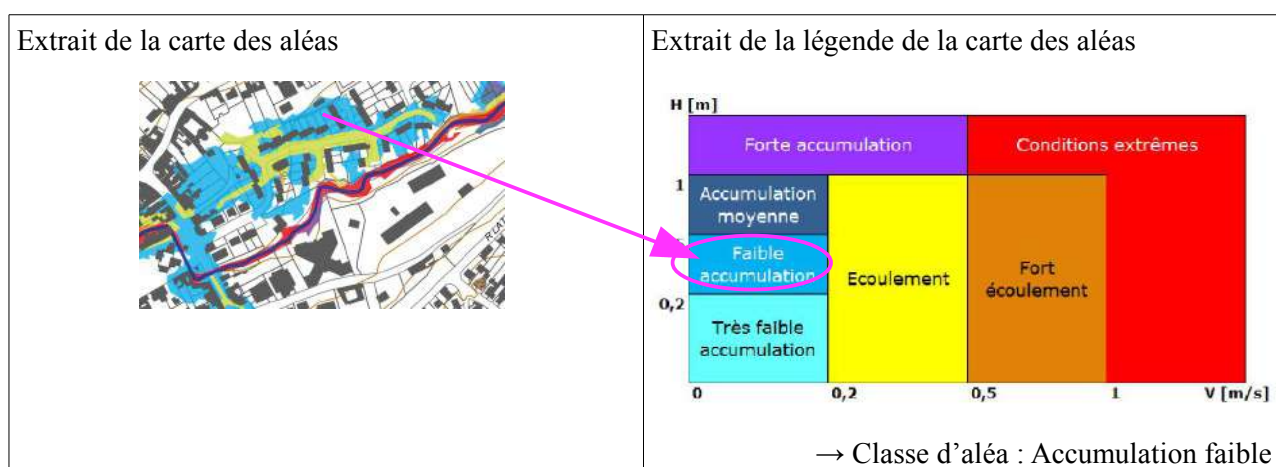 Extrait de la carte des aléas
Extrait de la légende de la carte des aléas
H [m]
Forte accumulation
Conditions extrêmes
1
Accumulation
moyenne
Faible
accumulation
Ecoulement
Fort
écoulement
0,2
Très faible
accumulation
0
0,2
0,5
1
V [m/s]
→ Classe d’aléa : Accumulation faible